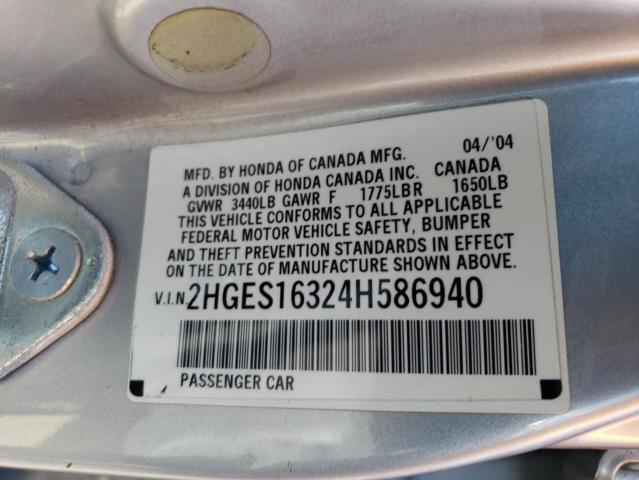 04/'04
MFD. BY HONDA OF CANADA MFG.
A DIVISION OF HONDA CANADA INC. CANADA
GVWR 3440LB GAWR F 1775LBR 1650LB
THIS VEHICLE CONFORMS TO ALL APPLICABLE
FEDERAL MOTOR VEHICLE SAFETY, BUMPER
AND THEFT PREVENTION STANDARDS IN EFFECT
ON THE DATE OF MANUFACTURE SHOWN ABOVE.
V.I.N. 2HGES16324H586940
PASSENGER CAR